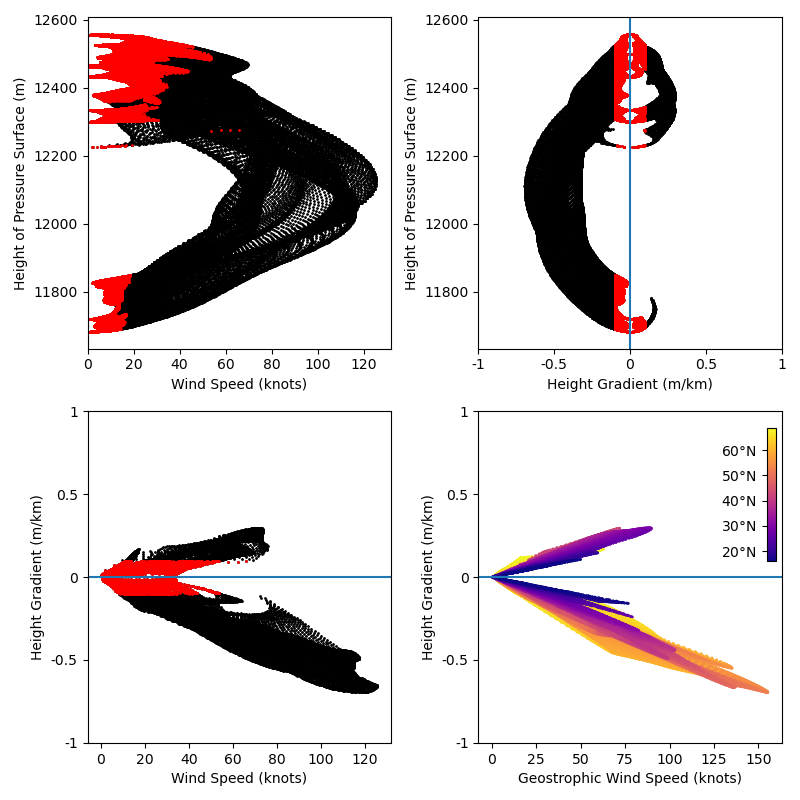 12600
12400
12200
12000
11800
Height of Pressure Surface (m)
0 20 40 60 80 100 120
Wind Speed (knots)
12600
12400
12200
12000
11800
Height of Pressure Surface (m)
-1 -0.5 0 0.5 1
Height Gradient (m/km)
1
0.5
0
-0.5
-1
Height Gradient (m/km)
0 20 40 60 80 100 120
Wind Speed (knots)
1
0.5
0
-0.5
-1
Height Gradient (m/km)
60°N
50°N
40°N
30°N
20°N
0 25 50 75 100 125 150
Geostrophic Wind Speed (knots)